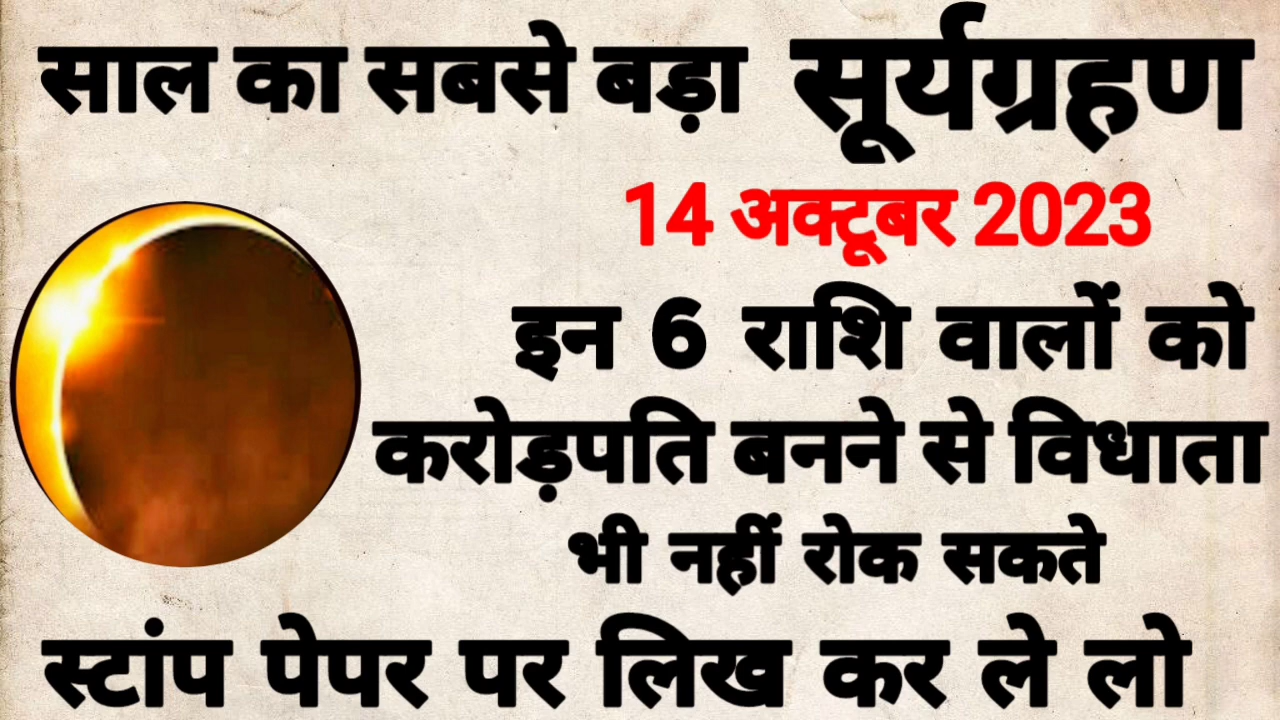 साल का सबसे बड़ा सूर्यग्रहण
14 अक्टूबर 2023
इन 6 राशि वालों को
करोड़पति बनने से विधाता
भी नहीं रोक सकते
स्टांप पेपर पर लिख कर ले लो